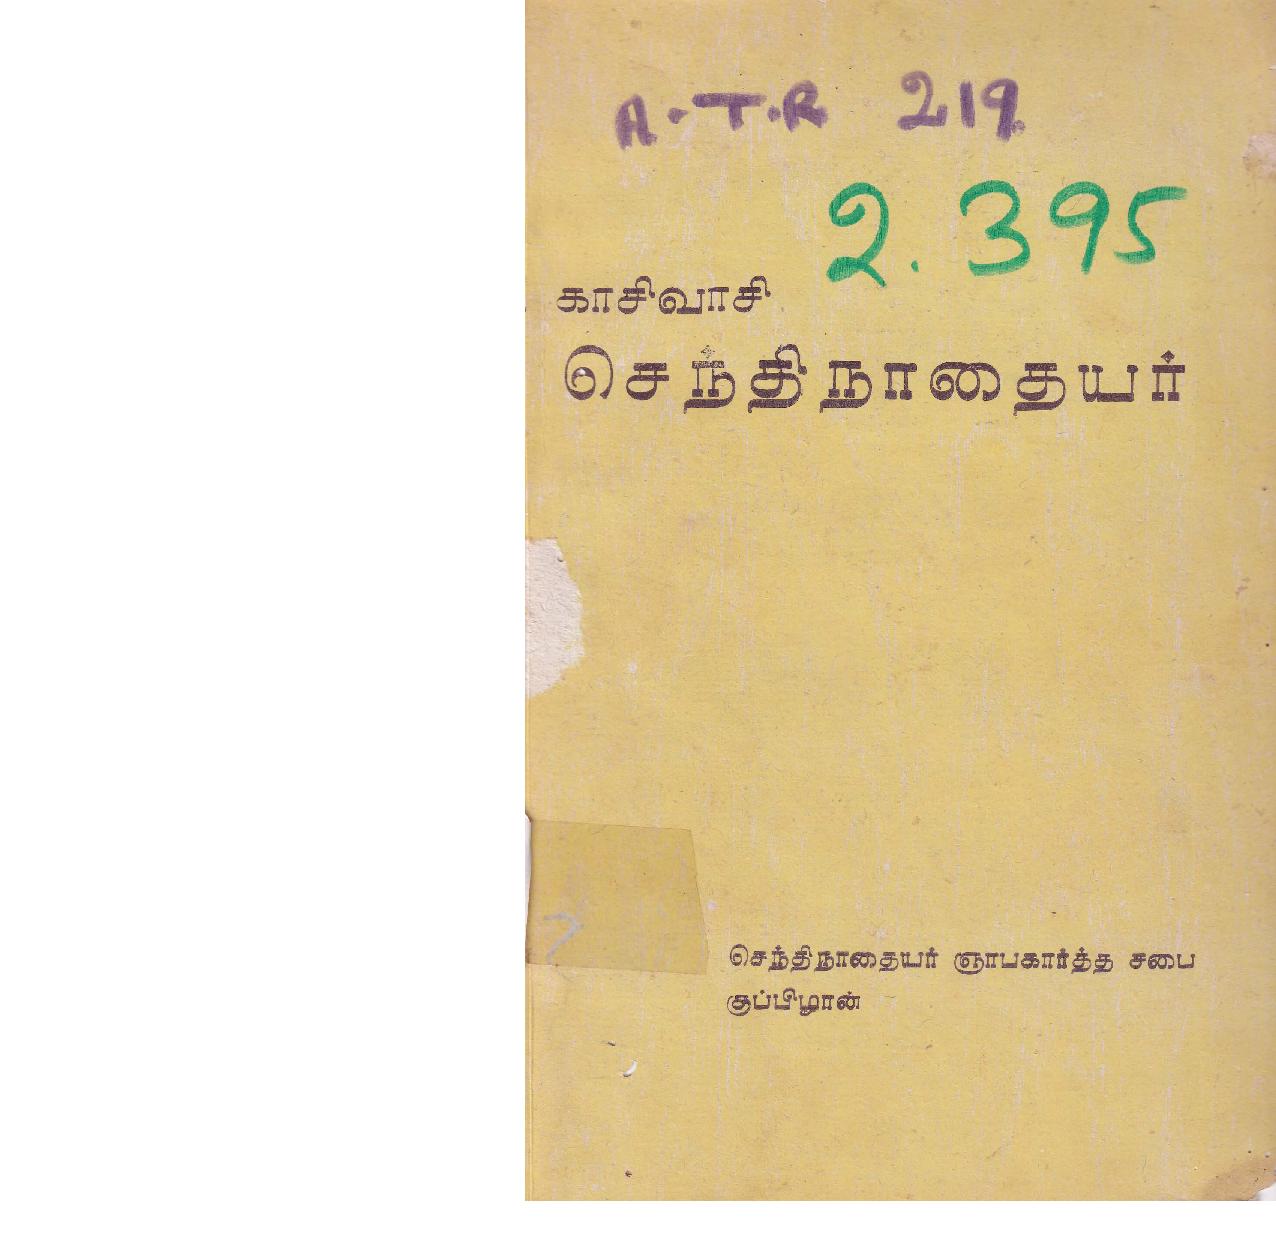 A.T.R 219
2.395
காசிவாசி
செந்திநாதையர்
செந்திநாதையர் ஞாபகார்த்த சபை
குப்பிழான்